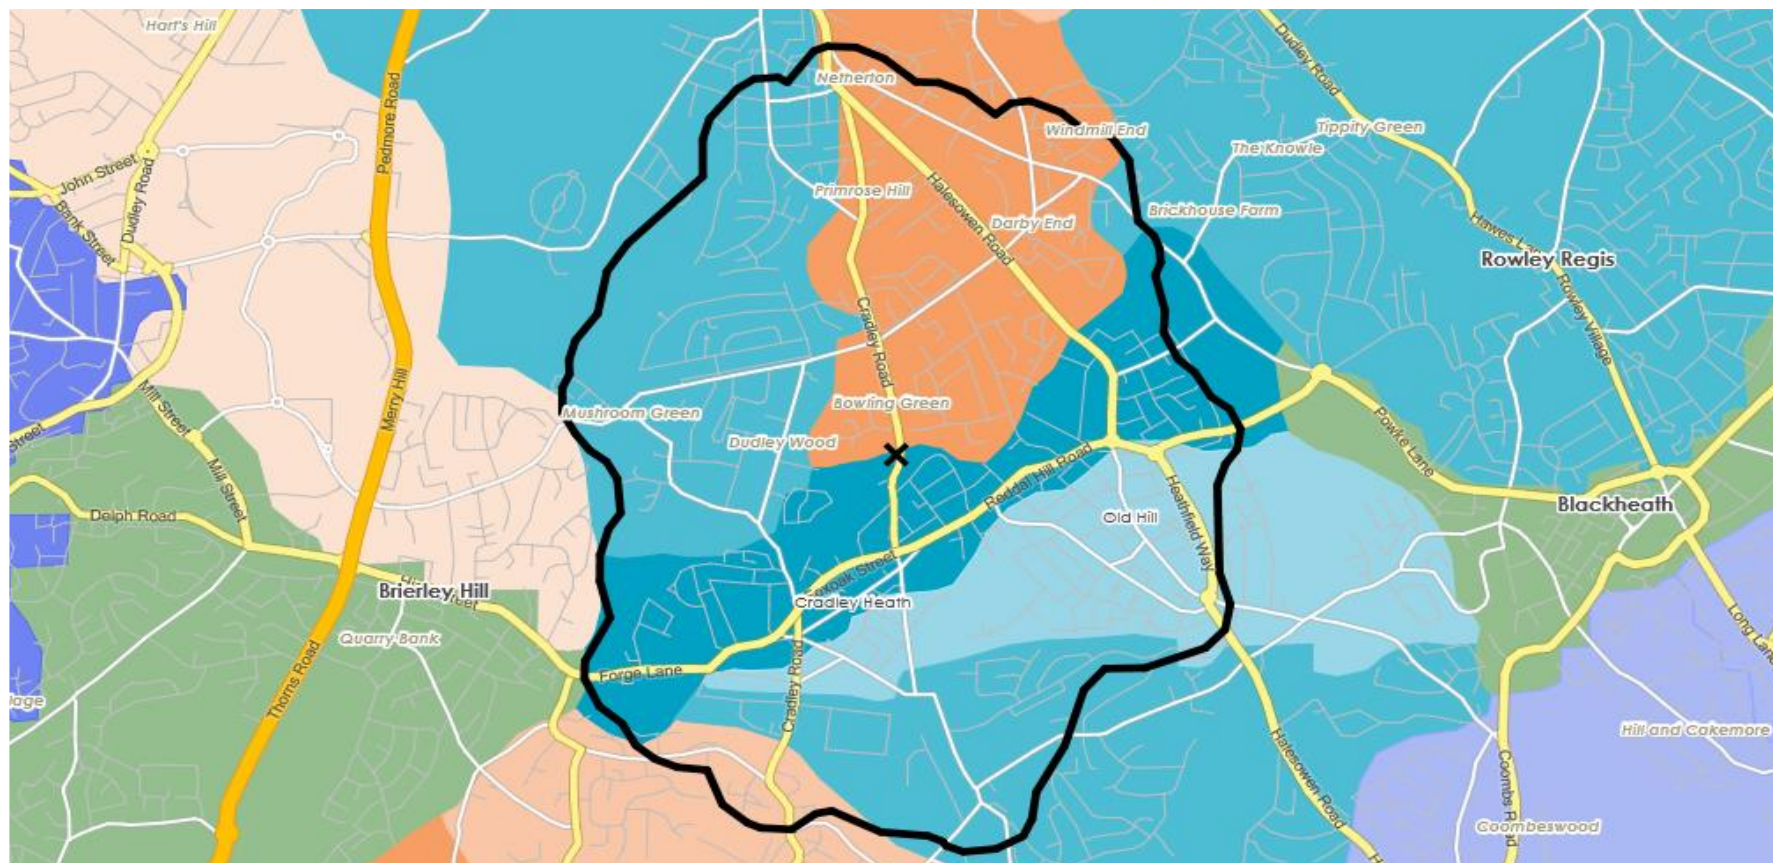 Hart's Hill
Netherton
Dudley Road
Pedmore Road
Windmill End
Tippity Green
The Knowle
John Street
Dudley Road
Bank Street
Primrose Hill
Halesowen Road
Darby End
Brickhouse Farm
Rowley Regis
Rowley Village
Cradley Road
Merry Hill
Mill Street
Mushroom Green
Bowling Green
Dudley Wood
Powke Lane
Street
Mill Street
Reddal Hill Road
Delph Road
Old Hill
Heathfield Way
Blackheath
Brierley Hill
Street
Cradley Heath
Quarry Bank
Thorns Road
Forge Lane
Cradley Road
Long Lane
Hill and Cakemore
Halesowen Road
Coombs Road
Coombeswood
H